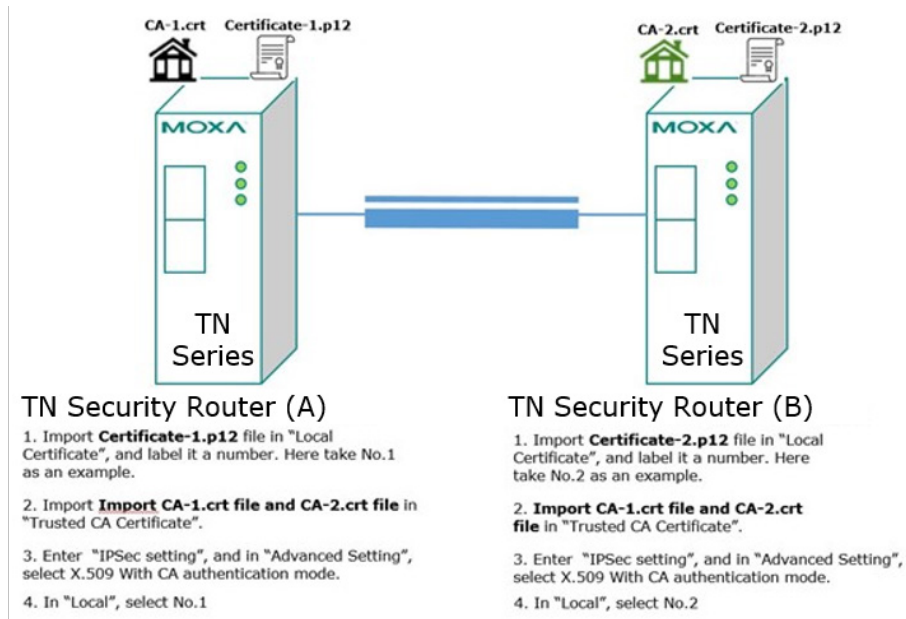 CA-1.crt Certificate-1.p12
CA-2.crt Certificate-2.p12
MOXA
MOXA
TN
Series
TN
Series
TN Security Router (A)
1. Import Certificate-1.p12 file in "Local
Certificate", and label it a number. Here take No.1
as an example.
2. Import Import CA-1.crt file and CA-2.crt file in
"Trusted CA Certificate".
3. Enter "IPSec setting", and in "Advanced Setting",
select X.509 With CA authentication mode.
4. In "Local", select No.1
TN Security Router (B)
1. Import Certificate-2.p12 file in "Local
Certificate", and label it a number. Here
take No.2 as an example.
2. Import CA-1.crt file and CA-2.crt
file in "Trusted CA Certificate".
3. Enter "IPSec setting", and in "Advanced Setting",
select X.509 With CA authentication mode.
4. In "Local", select No.2